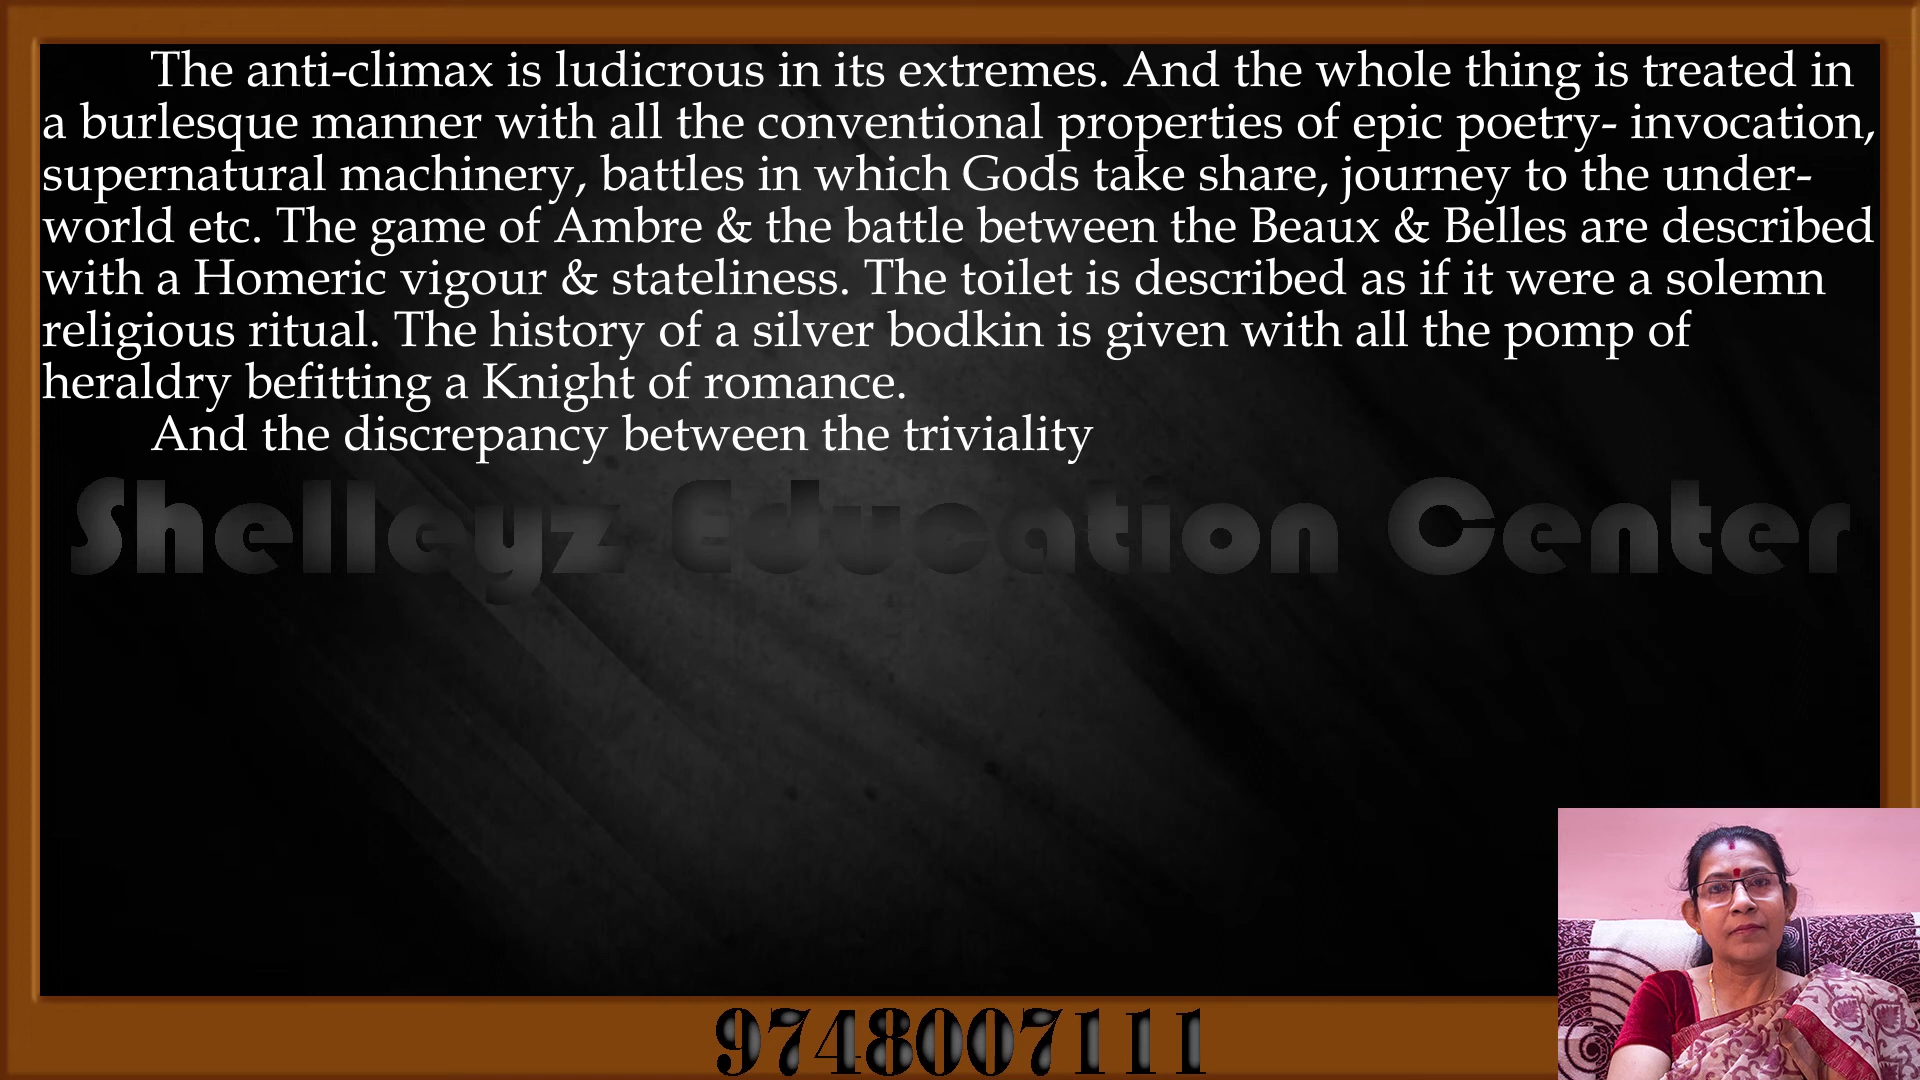 The anti-climax is ludicrous in its extremes. And the whole thing is treated in
a burlesque manner with all the conventional properties of epic poetry- invocation,
supernatural machinery, battles in which Gods take share, journey to the under-
world etc. The game of Ambre & the battle between the Beaux & Belles are described
with a Homeric vigour & stateliness. The toilet is described as if it were a solemn
religious ritual. The history of a silver bodkin is given with all the pomp of
heraldry befitting a Knight of romance.
And the discrepancy between the triviality
Shelleyz Education Center
9748007111